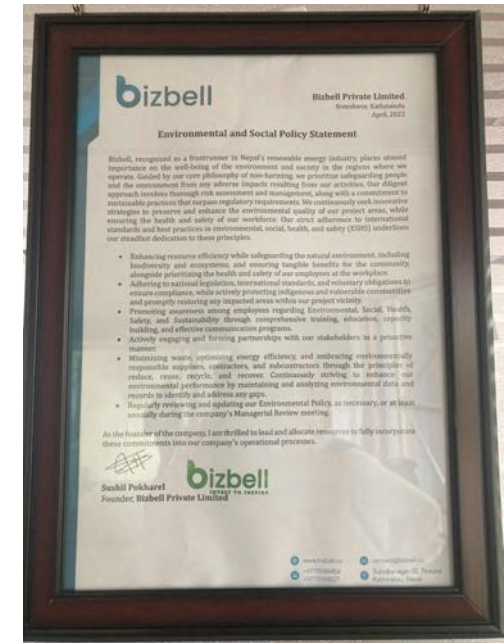 bizbell
Bizbell Private Limited
Koteshwor, Kathmandu
April, 2022
Environmental and Social Policy Statement
Bizbell, recognized as a frontrunner in Nepal's renewable energy industry, places utmost
importance on the well-being of the environment and society in the regions where we
operate. Guided by our core philosophy of non-harming, we prioritize safeguarding people
and the environment from any adverse impacts resulting from our activities. Our diligent
approach involves thorough risk assessment and management, along with a commitment to
sustainable practices that surpass regulatory requirements. We continuously seek innovative
strategies to preserve and enhance the environmental quality of our project areas, while
ensuring the health and safety of our workforce. Our strict adherence to international
standards and best practices in environmental, social, health, and safety (ESHS) underlines
our steadfast dedication to these principles.
• Enhancing resource efficiency while safeguarding the natural environment, including
biodiversity and ecosystems, and ensuring tangible benefits for the community,
alongside prioritizing the health and safety of our employees at the workplace.
• Adhering to national legislation, international standards, and voluntary obligations to
ensure compliance, while actively protecting indigenous and vulnerable communities
and promptly restoring any impacted areas within our project vicinity.
• Promoting awareness among employees regarding Environmental, Social, Health,
Safety, and Sustainability through comprehensive training, education, capacity
building, and effective communication programs.
• Actively engaging and forming partnerships with our stakeholders in a proactive
manner.
• Minimizing waste, optimizing energy efficiency, and embracing environmentally
responsible suppliers, contractors, and subcontractors through the principles of
reduce, reuse, recycle, and recover. Continuously striving to enhance our
environmental performance by maintaining and analyzing environmental data and
records to identify and address any gaps.
• Regularly reviewing and updating our Environmental Policy, as necessary, or at least
annually during the company's Managerial Review meeting.
As the founder of the company, I am thrilled to lead and allocate resources to fully incorporate
these commitments into our company's operational processes.
bizbell
INVEST TO INSPIRE
Sushil Pokharel
Founder, Bizbell Private Limited
Kathmandu, Nepal